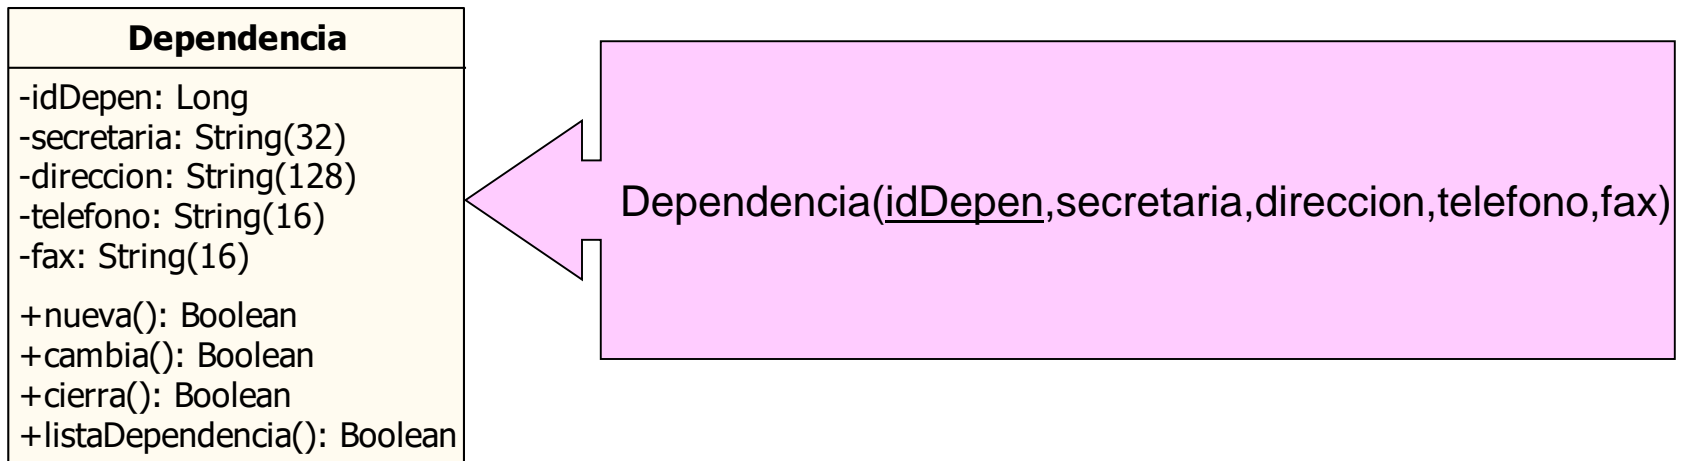 Dependencia
-idDepen: Long
-secretaria: String(32)
-direccion: String(128)
-telefono: String(16)
-fax: String(16)
+nueva(): Boolean
+cambia(): Boolean
+cierra(): Boolean
+listaDependencia(): Boolean
Dependencia(idDepen,secretaria,direccion,telefono,fax)